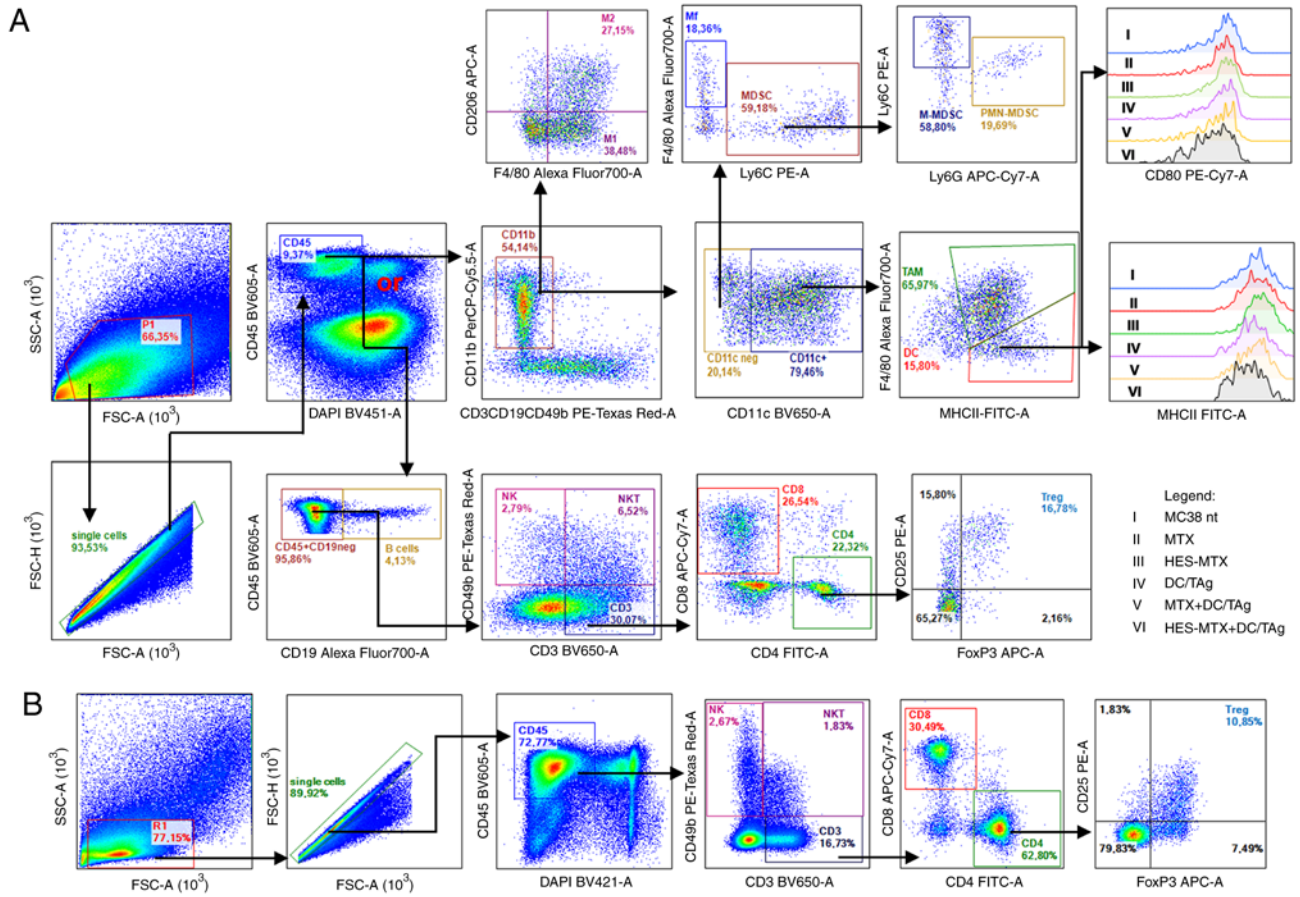 A
M2
27,15%
M1
38,48%
CD206 APC-A
F4/80 Alexa Fluor700-A
Mf
18,36%
MDSC
59,18%
F4/80 Alexa Fluor700-A
Ly6C PE-A
M-MDSC
58,80%
PMN-MDSC
19,69%
Ly6C PE-A
Ly6G APC-Cy7-A
I
II
III
IV
V
VI
CD80 PE-Cy7-A
P1
66,35%
SSC-A (10³)
FSC-A (10³)
CD45
9,37%
or
CD45 BV605-A
DAPI BV451-A
CD11b
54,14%
CD11b PerCP-Cy5.5-A
CD3CD19CD49b PE-Texas Red-A
CD11c neg
20,14%
CD11c+
79,46%
CD11c BV650-A
TAM
65,97%
DC
15,80%
F4/80 Alexa Fluor700-A
MHCII-FITC-A
I
II
III
IV
V
VI
MHCII FITC-A
single cells
93,53%
FSC-H (10³)
FSC-A (10³)
CD45+CD19neg
95,86%
B cells
4,13%
CD45 BV605-A
CD19 Alexa Fluor700-A
NK
2,79%
NKT
6,52%
CD3
30,07%
CD49b PE-Texas Red-A
CD3 BV650-A
CD8
26,54%
CD4
22,32%
CD8 APC-Cy7-A
CD4 FITC-A
15,80%
Treg
16,78%
65,27%
2,16%
CD25 PE-A
FoxP3 APC-A
Legend:
I MC38 nt
II MTX
III HES-MTX
IV DC/TAg
V MTX+DC/TAg
VI HES-MTX+DC/TAg
B
R1
77,15%
SSC-A (10³)
FSC-A (10³)
single cells
89,92%
FSC-H (10³)
FSC-A (10³)
CD45
72,77%
CD45 BV605-A
DAPI BV421-A
NK
2,67%
NKT
1,83%
CD3
16,73%
CD49b PE-Texas Red-A
CD3 BV650-A
CD8
30,49%
CD4
62,80%
CD8 APC-Cy7-A
CD4 FITC-A
1,83%
Treg
10,85%
79,83%
7,49%
CD25 PE-A
FoxP3 APC-A